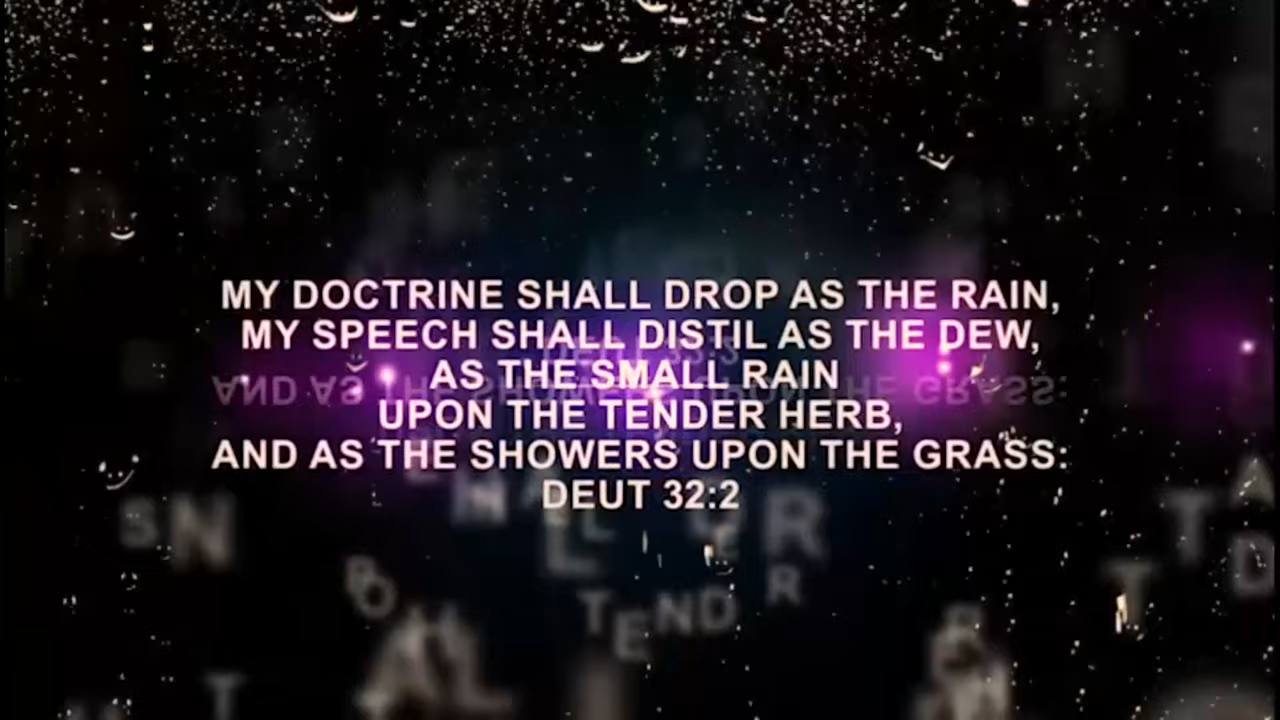 MY DOCTRINE SHALL DROP AS THE RAIN,
MY SPEECH SHALL DISTIL AS THE DEW,
AS THE SMALL RAIN
UPON THE TENDER HERB,
AND AS THE SHOWERS UPON THE GRASS:
DEUT 32:2